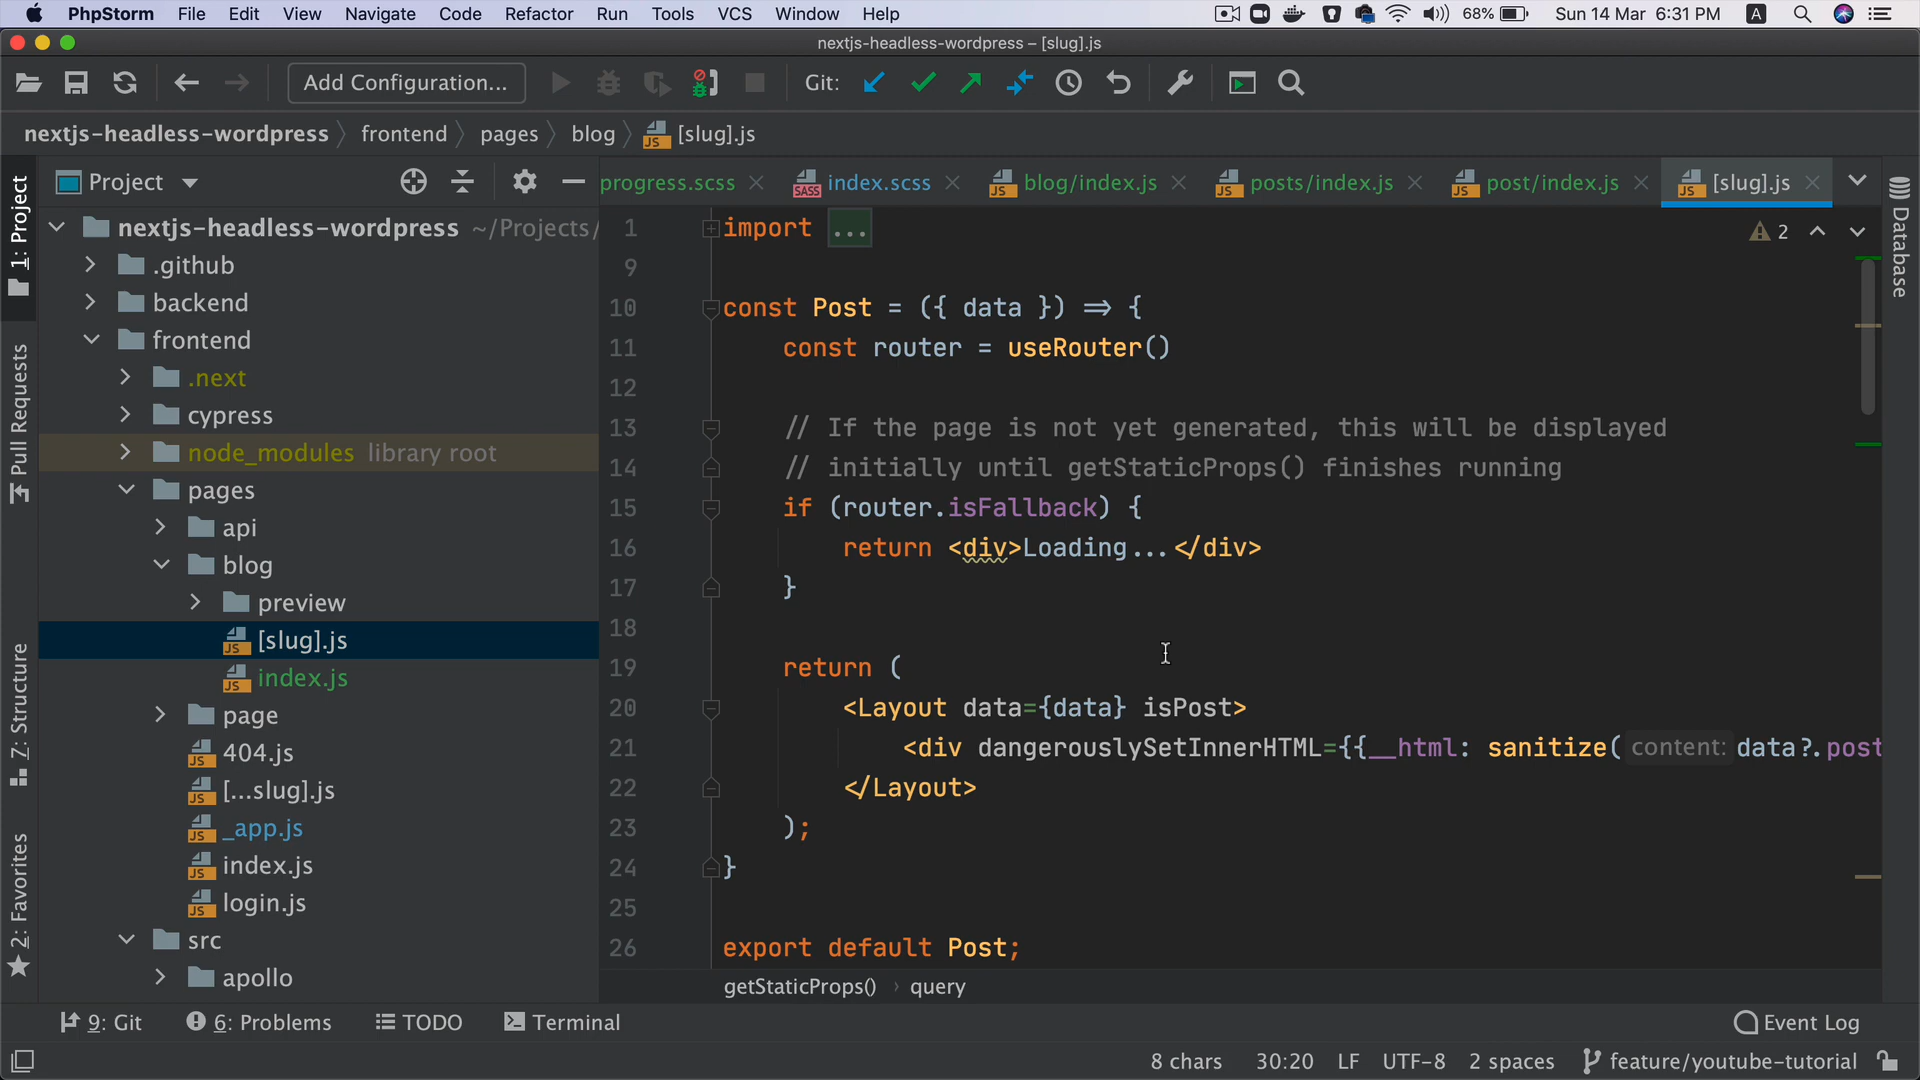 PhpStorm File Edit View Navigate Code Refactor Run Tools VCS Window Help 68% Sun 14 Mar 6:31 PM A
nextjs-headless-wordpress – [slug].js
Add Configuration... Git:
nextjs-headless-wordpress frontend pages blog [slug].js
Project
progress.scss index.scss blog/index.js posts/index.js post/index.js [slug].js
1: Project
Pull Requests
Z: Structure
2: Favorites
Database
nextjs-headless-wordpress ~/Projects/
.github
backend
frontend
.next
cypress
node_modules library root
pages
api
blog
preview
[slug].js
index.js
page
404.js
[...slug].js
_app.js
index.js
login.js
src
apollo
2
1 import ...
9
10 const Post = ({ data }) => {
11 const router = useRouter()
12
13 // If the page is not yet generated, this will be displayed
14 // initially until getStaticProps() finishes running
15 if (router.isFallback) {
16 return <div>Loading...</div>
17 }
18
19 return (
20 <Layout data={data} isPost>
21 <div dangerouslySetInnerHTML={{__html: sanitize( content: data?.post
22 </Layout>
23 );
24 }
25
26 export default Post;
getStaticProps() › query
9: Git 6: Problems TODO Terminal Event Log
8 chars 30:20 LF UTF-8 2 spaces feature/youtube-tutorial